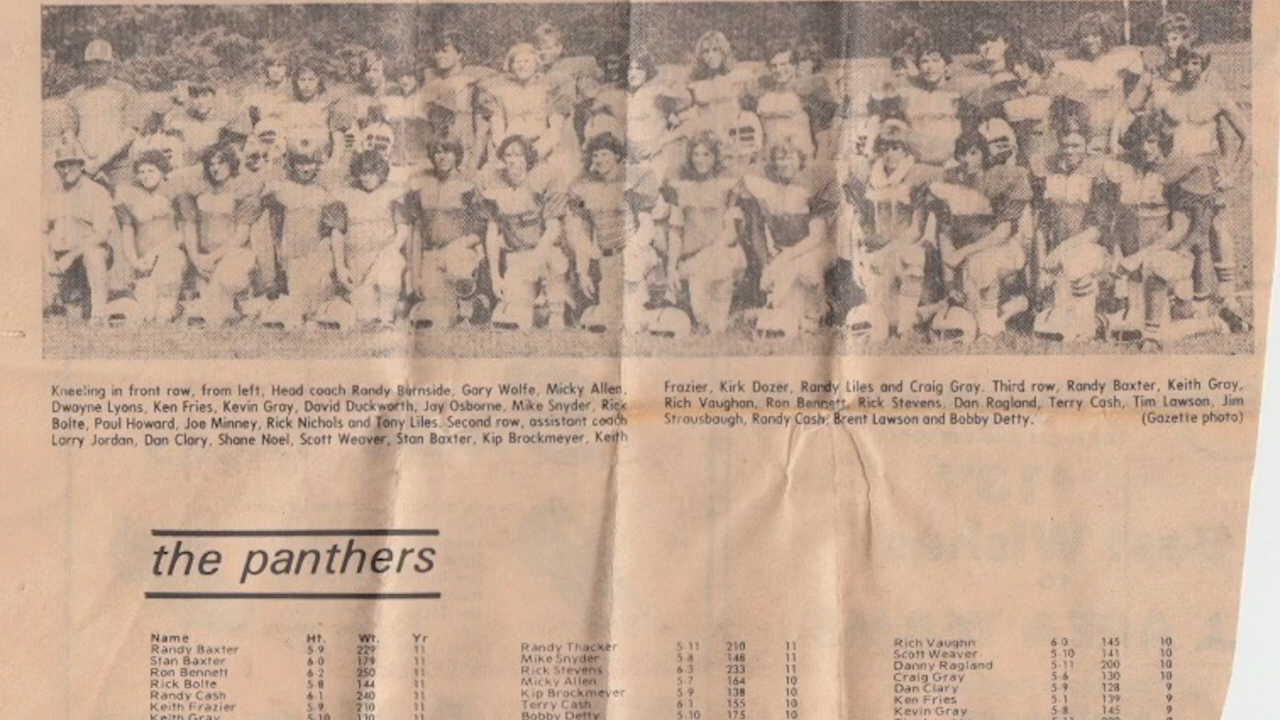 Kneeling in front row, from left, Head coach Randy Burnside, Gary Wolfe, Micky Allen,
Dwayne Lyons, Ken Fries, Kevin Gray, David Duckworth, Jay Osborne, Mike Snyder, Rick
Bolte, Paul Howard, Joe Minney, Rick Nichols and Tony Liles. Second row, assistant coach
Larry Jordan, Dan Clary, Shane Noel, Scott Weaver, Stan Baxter, Kip Brockmeyer, Keith
Frazier, Kirk Dozer, Randy Liles and Craig Gray. Third row, Randy Baxter, Keith Gray,
Rich Vaughan, Ron Bennett, Rick Stevens, Dan Ragland, Terry Cash, Tim Lawson, Jim
Strausbaugh, Randy Cash, Brent Lawson and Bobby Detty. (Gazette photo)
the panthers
Name Ht. Wt. Yr
Randy Baxter 5-9 229 11
Stan Baxter 6-0 179 11
Ron Bennett 6-2 250 11
Rick Bolte 5-8 144 11
Randy Cash 6-1 240 11
Keith Frazier 5-9 210 11
Keith Gray 5-10 130 11
Randy Thacker 5-11 210 11
Mike Snyder 5-8 148 11
Rick Stevens 6-3 233 11
Micky Allen 5-7 164 10
Kip Brockmeyer 5-9 138 10
Terry Cash 6-1 155 10
Bobby Detty 5-10 175 10
Rich Vaughn 6-0 145 10
Scott Weaver 5-10 141 10
Danny Ragland 5-11 200 10
Craig Gray 5-6 130 10
Dan Clary 5-9 128 9
Ken Fries 5-1 139 9
Kevin Gray 5-8 145 9